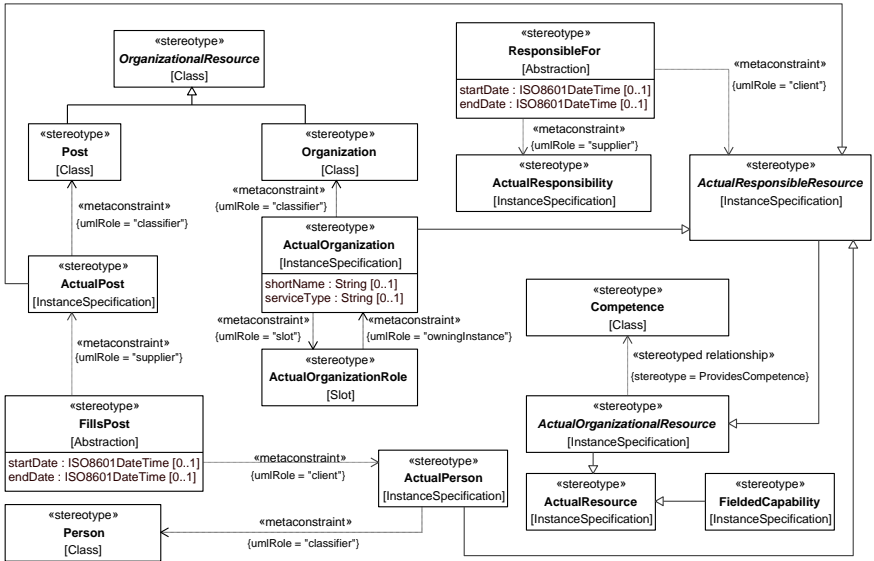 «stereotype»
OrganizationalResource
[Class]
«stereotype»
ResponsibleFor
[Abstraction]
startDate : ISO8601DateTime [0..1]
endDate : ISO8601DateTime [0..1]
«metaconstraint»
{umlRole = "client"}
«stereotype»
Post
[Class]
«stereotype»
Organization
[Class]
«metaconstraint»
{umlRole = "supplier"}
«stereotype»
ActualResponsibility
[InstanceSpecification]
«stereotype»
ActualResponsibleResource
[InstanceSpecification]
«metaconstraint»
{umlRole = "classifier"}
«metaconstraint»
{umlRole = "classifier"}
«stereotype»
ActualOrganization
[InstanceSpecification]
shortName : String [0..1]
serviceType : String [0..1]
«stereotype»
ActualPost
[InstanceSpecification]
«stereotype»
Competence
[Class]
«metaconstraint»
{umlRole = "slot"}
«metaconstraint»
{umlRole = "owningInstance"}
«metaconstraint»
{umlRole = "supplier"}
«stereotype»
ActualOrganizationRole
[Slot]
«stereotyped relationship»
{stereotype = ProvidesCompetence}
«stereotype»
FillsPost
[Abstraction]
startDate : ISO8601DateTime [0..1]
endDate : ISO8601DateTime [0..1]
«stereotype»
ActualOrganizationalResource
[InstanceSpecification]
«metaconstraint»
{umlRole = "client"}
«stereotype»
ActualPerson
[InstanceSpecification]
«stereotype»
ActualResource
[InstanceSpecification]
«stereotype»
FieldedCapability
[InstanceSpecification]
«stereotype»
Person
[Class]
«metaconstraint»
{umlRole = "classifier"}